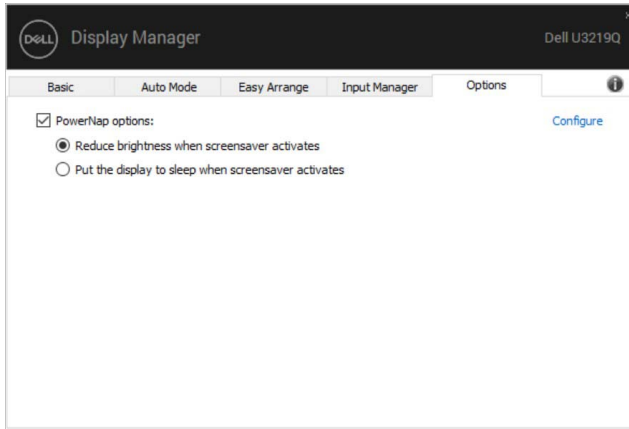 DELL Display Manager Dell U3219Q
Basic Auto Mode Easy Arrange Input Manager Options i
PowerNap options: Configure
Reduce brightness when screensaver activates
Put the display to sleep when screensaver activates